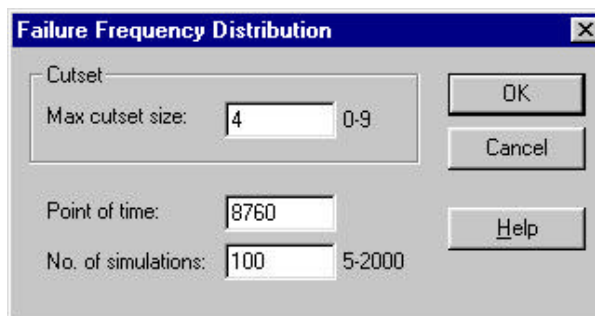 Failure Frequency Distribution
Cutset
Max cutset size: 4 0-9
OK
Cancel
Point of time: 8760
No. of simulations: 100 5-2000
Help